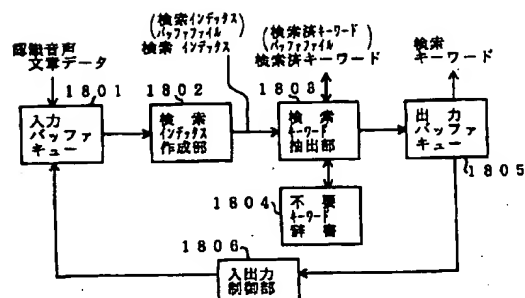 認識音声
文章データ
(検索インデックス
バッファファイル)
検索 インデックス
(検索済キーワード
バッファファイル)
検索済キーワード
検索
キーワード
1801
入力
バッファ
キュー
1802
検索
インデックス
作成部
1803
検索
キーワード
抽出部
出力
バッファ
キュー
1805
1804
不要
キーワード
辞書
1806
入出力
制御部